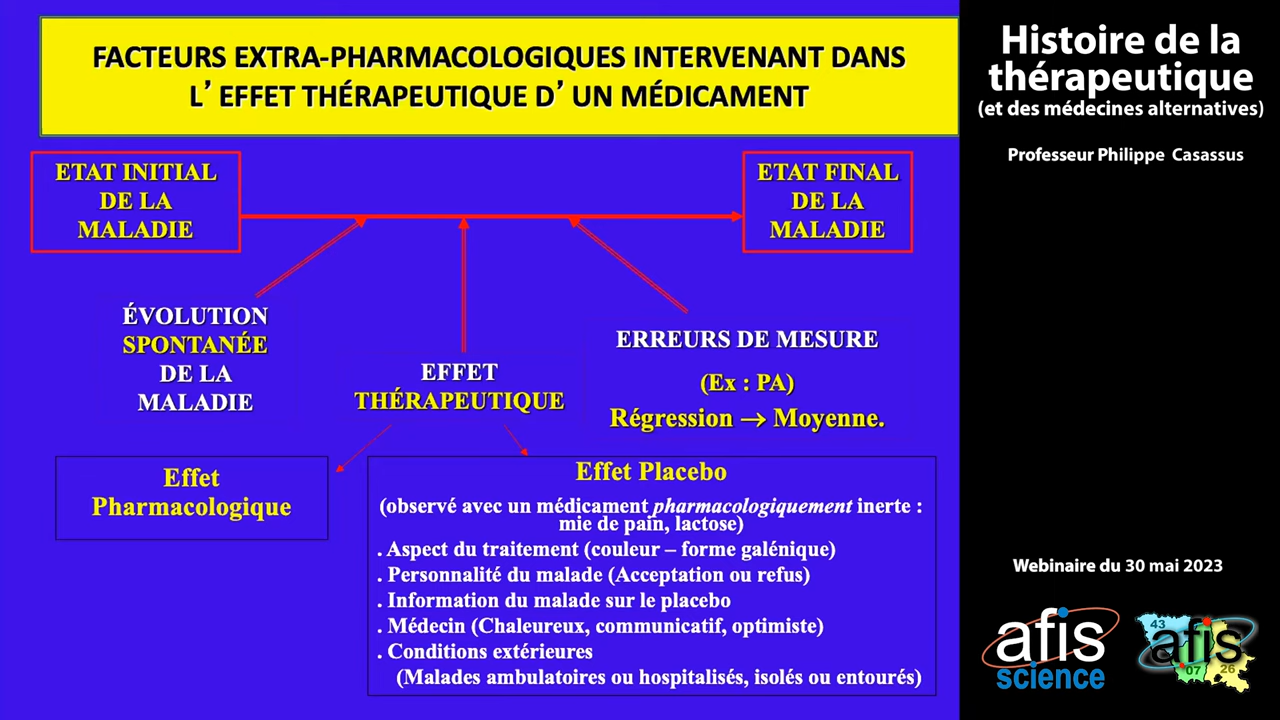 FACTEURS EXTRA-PHARMACOLOGIQUES INTERVENANT DANS
L’ EFFET THÉRAPEUTIQUE D’ UN MÉDICAMENT
ETAT INITIAL
DE LA
MALADIE
ETAT FINAL
DE LA
MALADIE
ÉVOLUTION
SPONTANÉE
DE LA
MALADIE
EFFET
THÉRAPEUTIQUE
ERREURS DE MESURE
(Ex : PA)
Régression → Moyenne.
Effet
Pharmacologique
Effet Placebo
(observé avec un médicament pharmacologiquement inerte :
mie de pain, lactose)
. Aspect du traitement (couleur – forme galénique)
. Personnalité du malade (Acceptation ou refus)
. Information du malade sur le placebo
. Médecin (Chaleureux, communicatif, optimiste)
. Conditions extérieures
(Malades ambulatoires ou hospitalisés, isolés ou entourés)
Histoire de la
thérapeutique
(et des médecines alternatives)
Professeur Philippe Casassus
Webinaire du 30 mai 2023
afis
science
43
afis
07
26